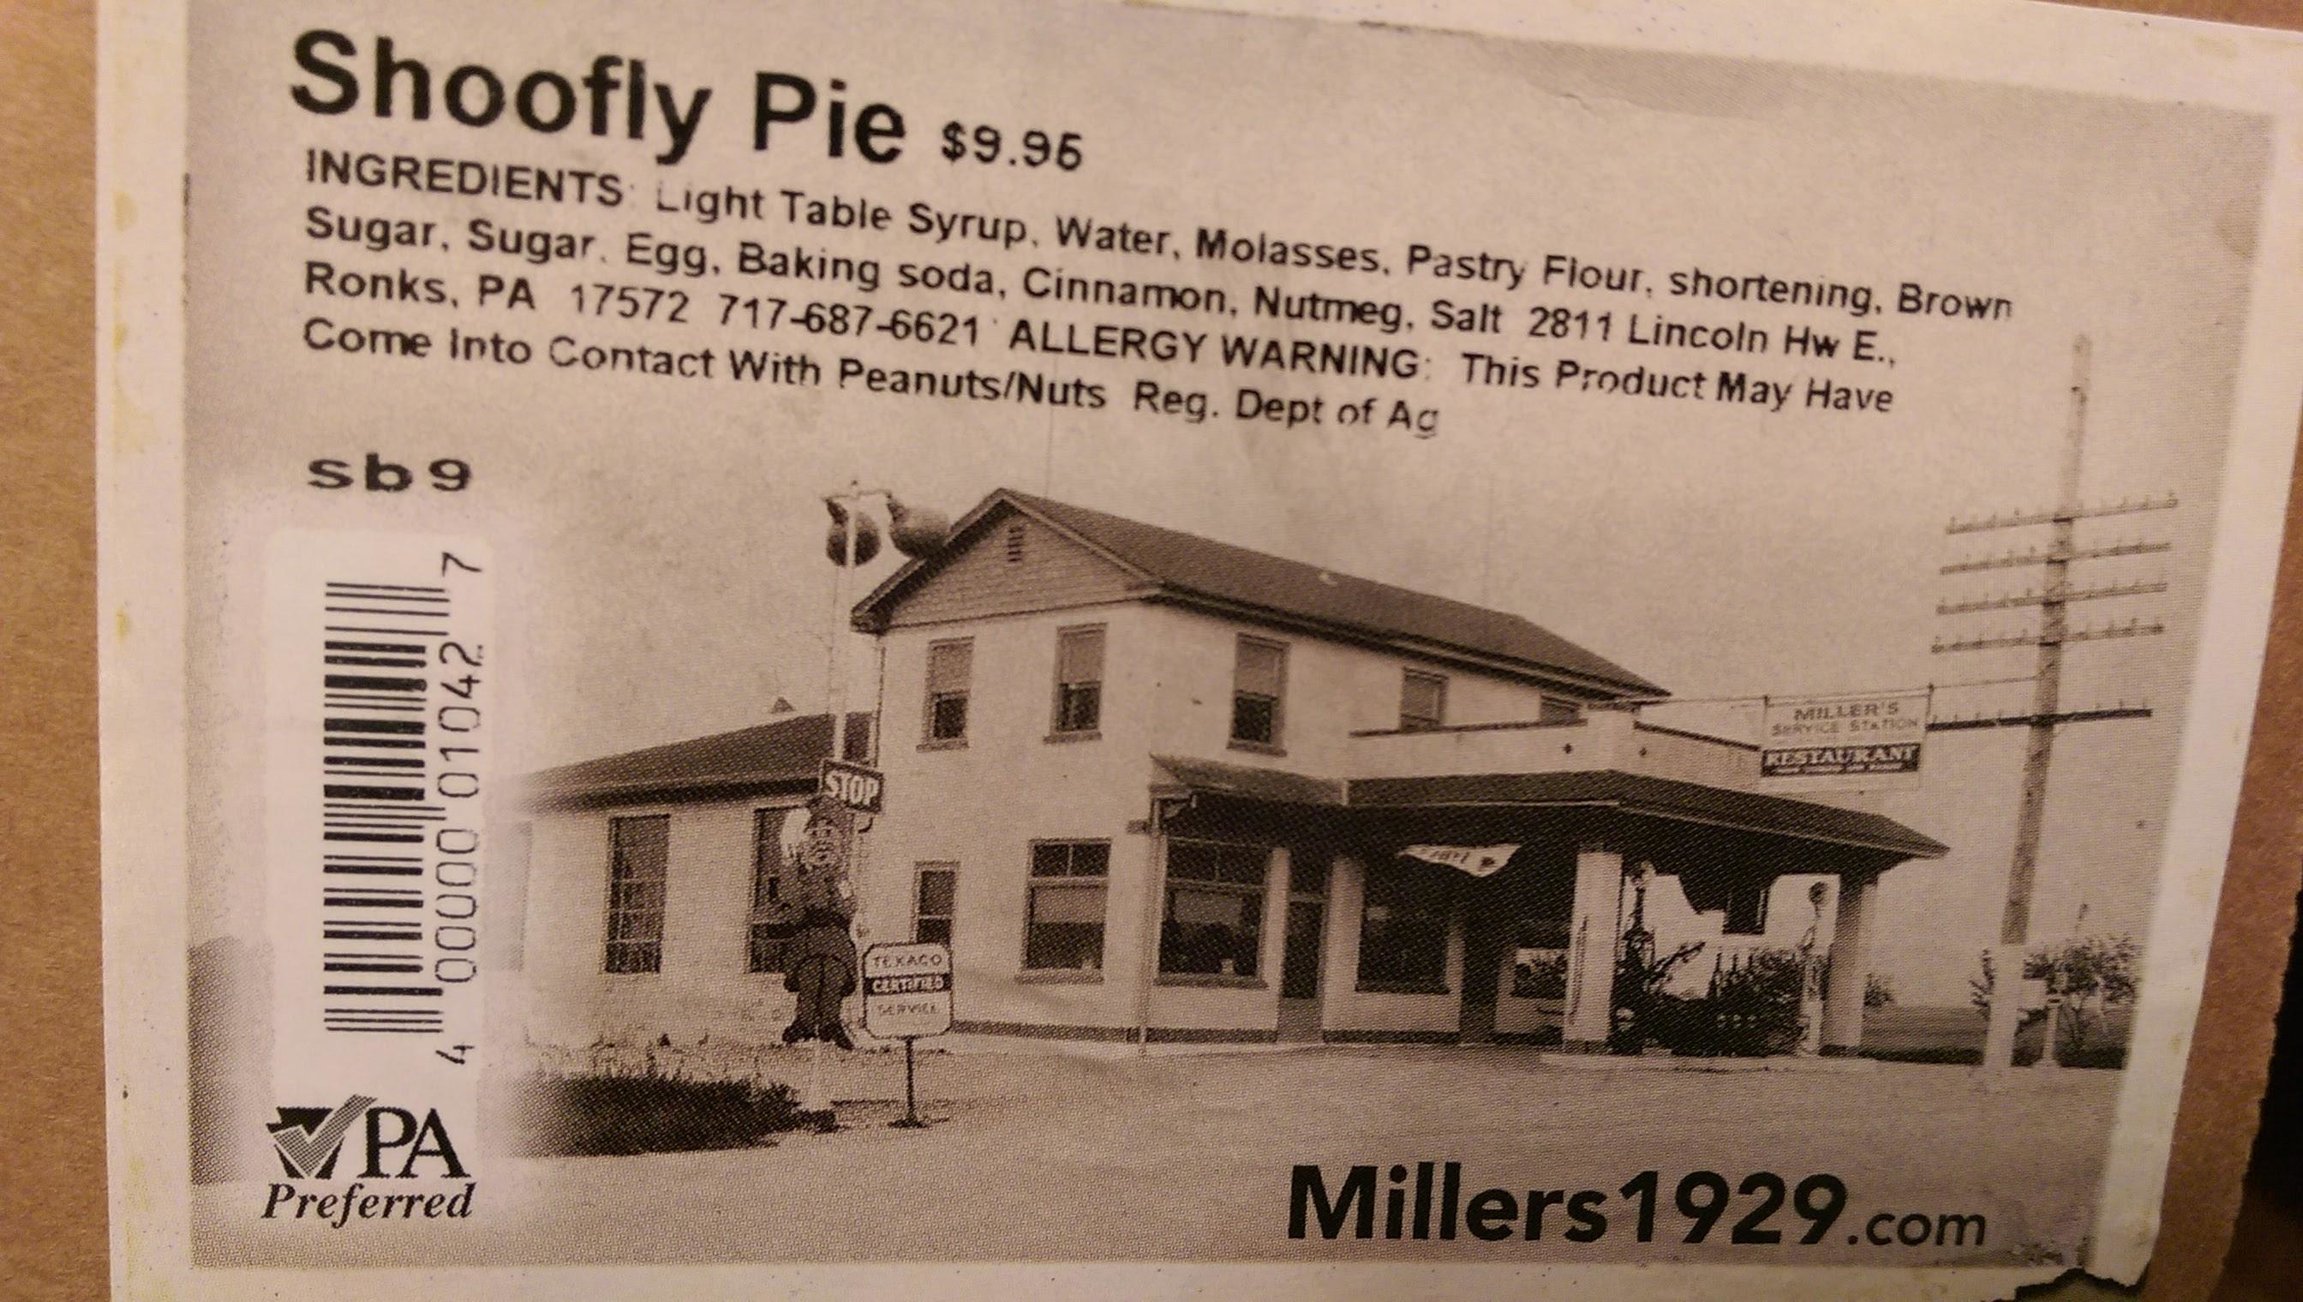 Shoofly Pie $9.95
INGREDIENTS: Light Table Syrup, Water, Molasses, Pastry Flour, shortening, Brown
Sugar, Sugar, Egg, Baking soda, Cinnamon, Nutmeg, Salt 2811 Lincoln Hw E.,
Ronks, PA 17572 717-687-6621 ALLERGY WARNING: This Product May Have
Come Into Contact With Peanuts/Nuts Reg. Dept of Ag
sb9
4 000000 010427
STOP
MILLER'S
SERVICE STATION
RESTAURANT
TEXACO
CERTIFIED
SERVICE
PA
Preferred
Millers1929.com